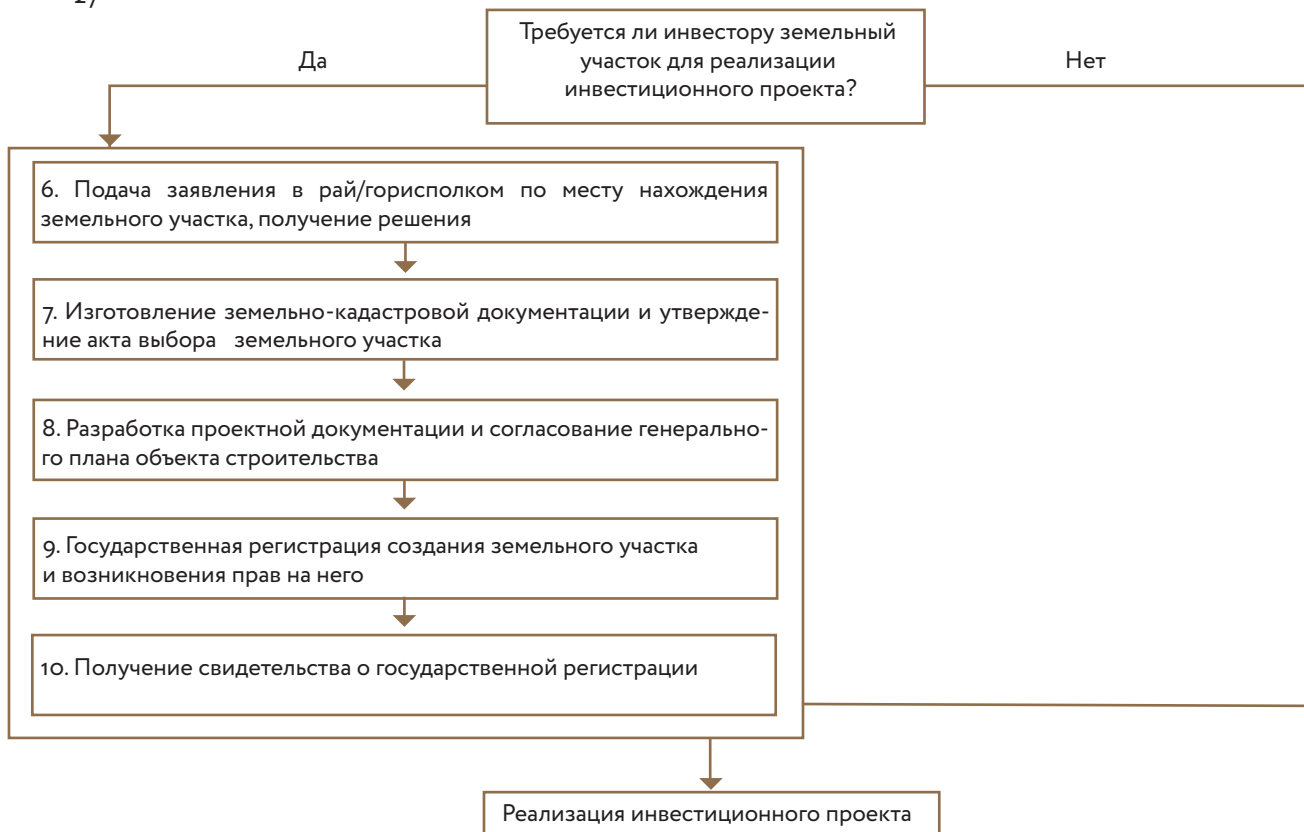 Требуется ли инвестору земельный
участок для реализации
инвестиционного проекта?
Да
Нет
6. Подача заявления в рай/горисполком по месту нахождения
земельного участка, получение решения
7. Изготовление земельно-кадастровой документации и утвержде-
ние акта выбора земельного участка
8. Разработка проектной документации и согласование генерально-
го плана объекта строительства
9. Государственная регистрация создания земельного участка
и возникновения прав на него
10. Получение свидетельства о государственной регистрации
Реализация инвестиционного проекта